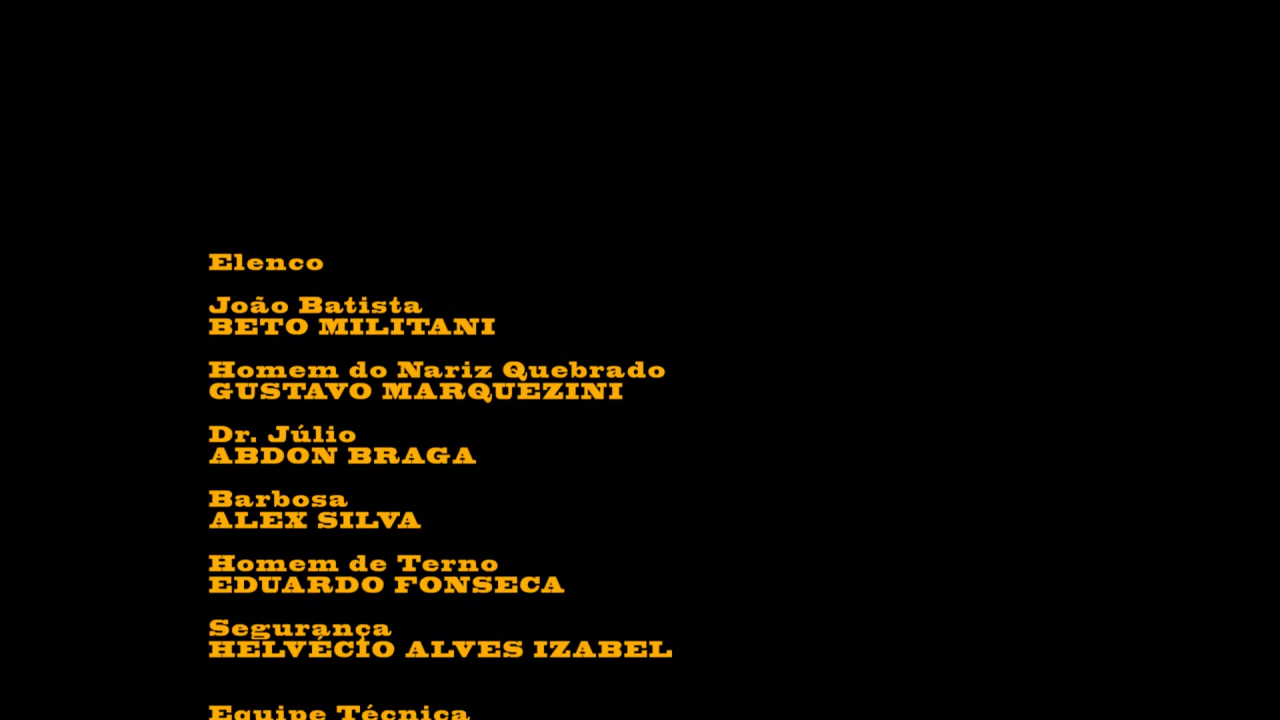 Elenco
João Batista
BETO MILITANI
Homem do Nariz Quebrado
GUSTAVO MARQUEZINI
Dr. Júlio
ABDON BRAGA
Barbosa
ALEX SILVA
Homem de Terno
EDUARDO FONSECA
Segurança
HELVÉCIO ALVES IZABEL
Equipe Técnica